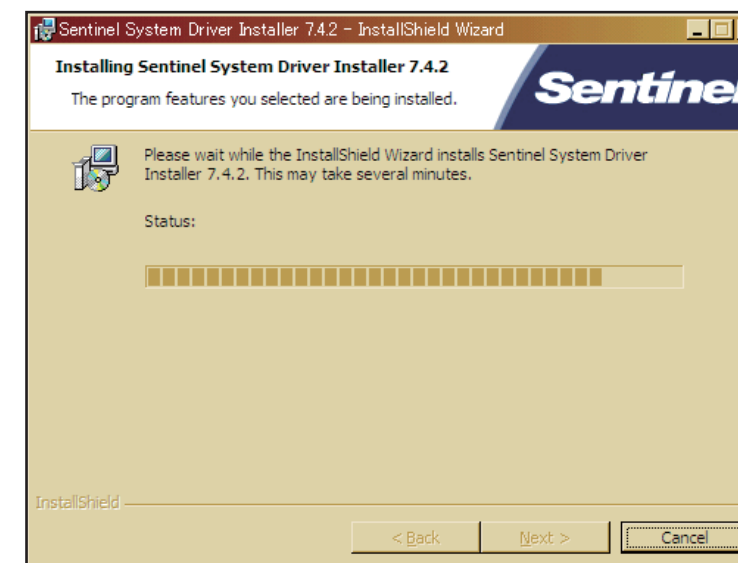 Sentinel System Driver Installer 7.4.2 - InstallShield Wizard
Installing Sentinel System Driver Installer 7.4.2
The program features you selected are being installed.
Sentinel
Please wait while the InstallShield Wizard installs Sentinel System Driver
Installer 7.4.2. This may take several minutes.
Status:
InstallShield
< Back
Next >
Cancel